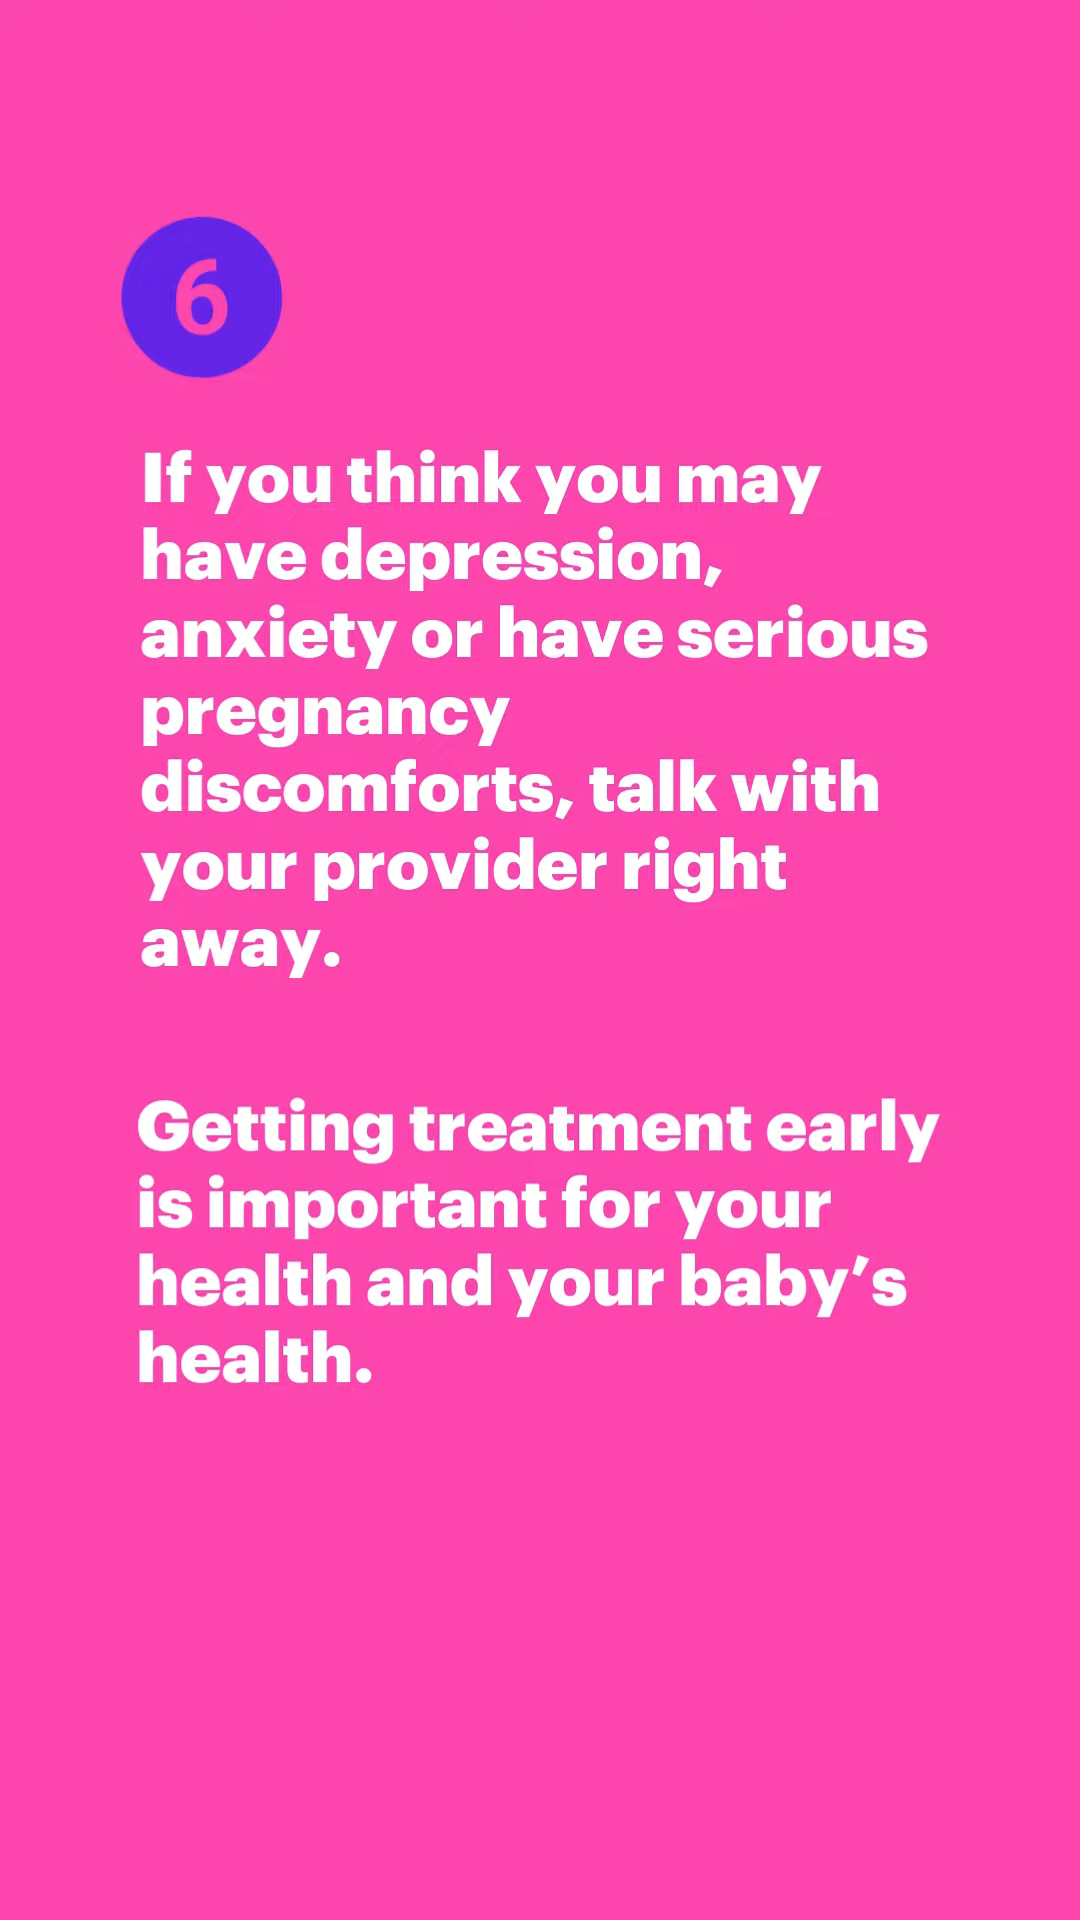 6
If you think you may
have depression,
anxiety or have serious
pregnancy
discomforts, talk with
your provider right
away.
Getting treatment early
is important for your
health and your baby’s
health.